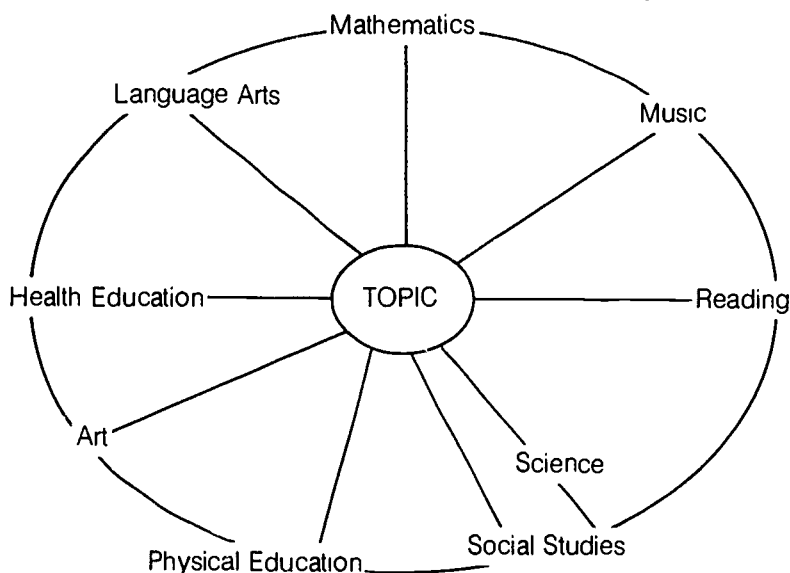 Mathematics
Language Arts
Music
Health Education
TOPIC
Reading
Art
Science
Social Studies
Physical Education